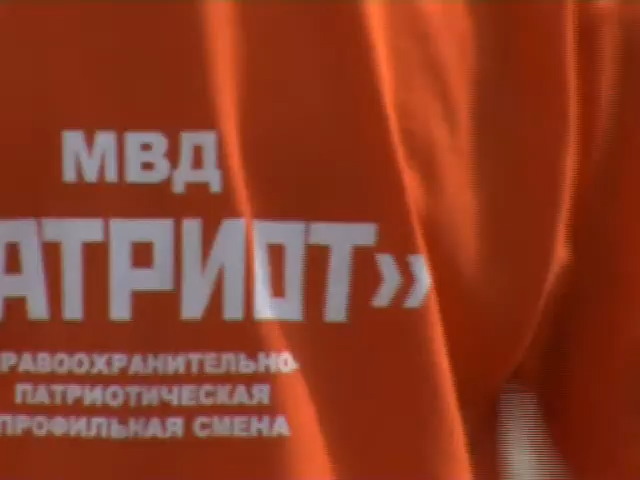 МВД
АТРИОТ»
РАВООХРАНИТЕЛЬНО-
ПАТРИОТИЧЕСКАЯ
ПРОФИЛЬНАЯ СМЕНА